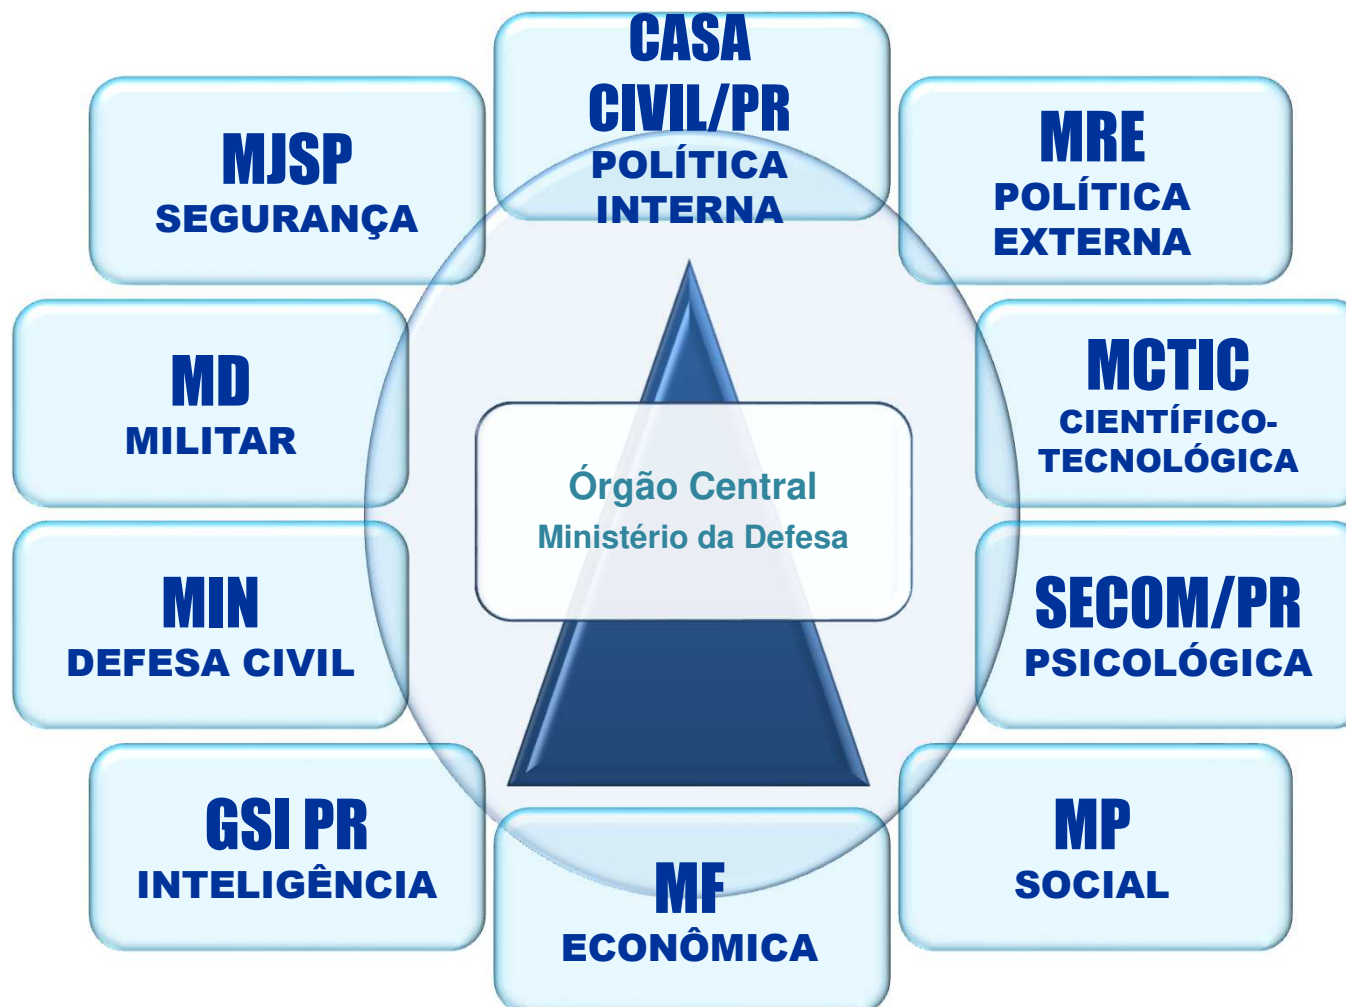 CASA
CIVIL/PR
POLÍTICA
INTERNA
MJSP
SEGURANÇA
MRE
POLÍTICA
EXTERNA
MD
MILITAR
MCTIC
CIENTÍFICO-
TECNOLÓGICA
Órgão Central
Ministério da Defesa
MIN
DEFESA CIVIL
SECOM/PR
PSICOLÓGICA
GSI PR
INTELIGÊNCIA
MP
SOCIAL
MF
ECONÔMICA